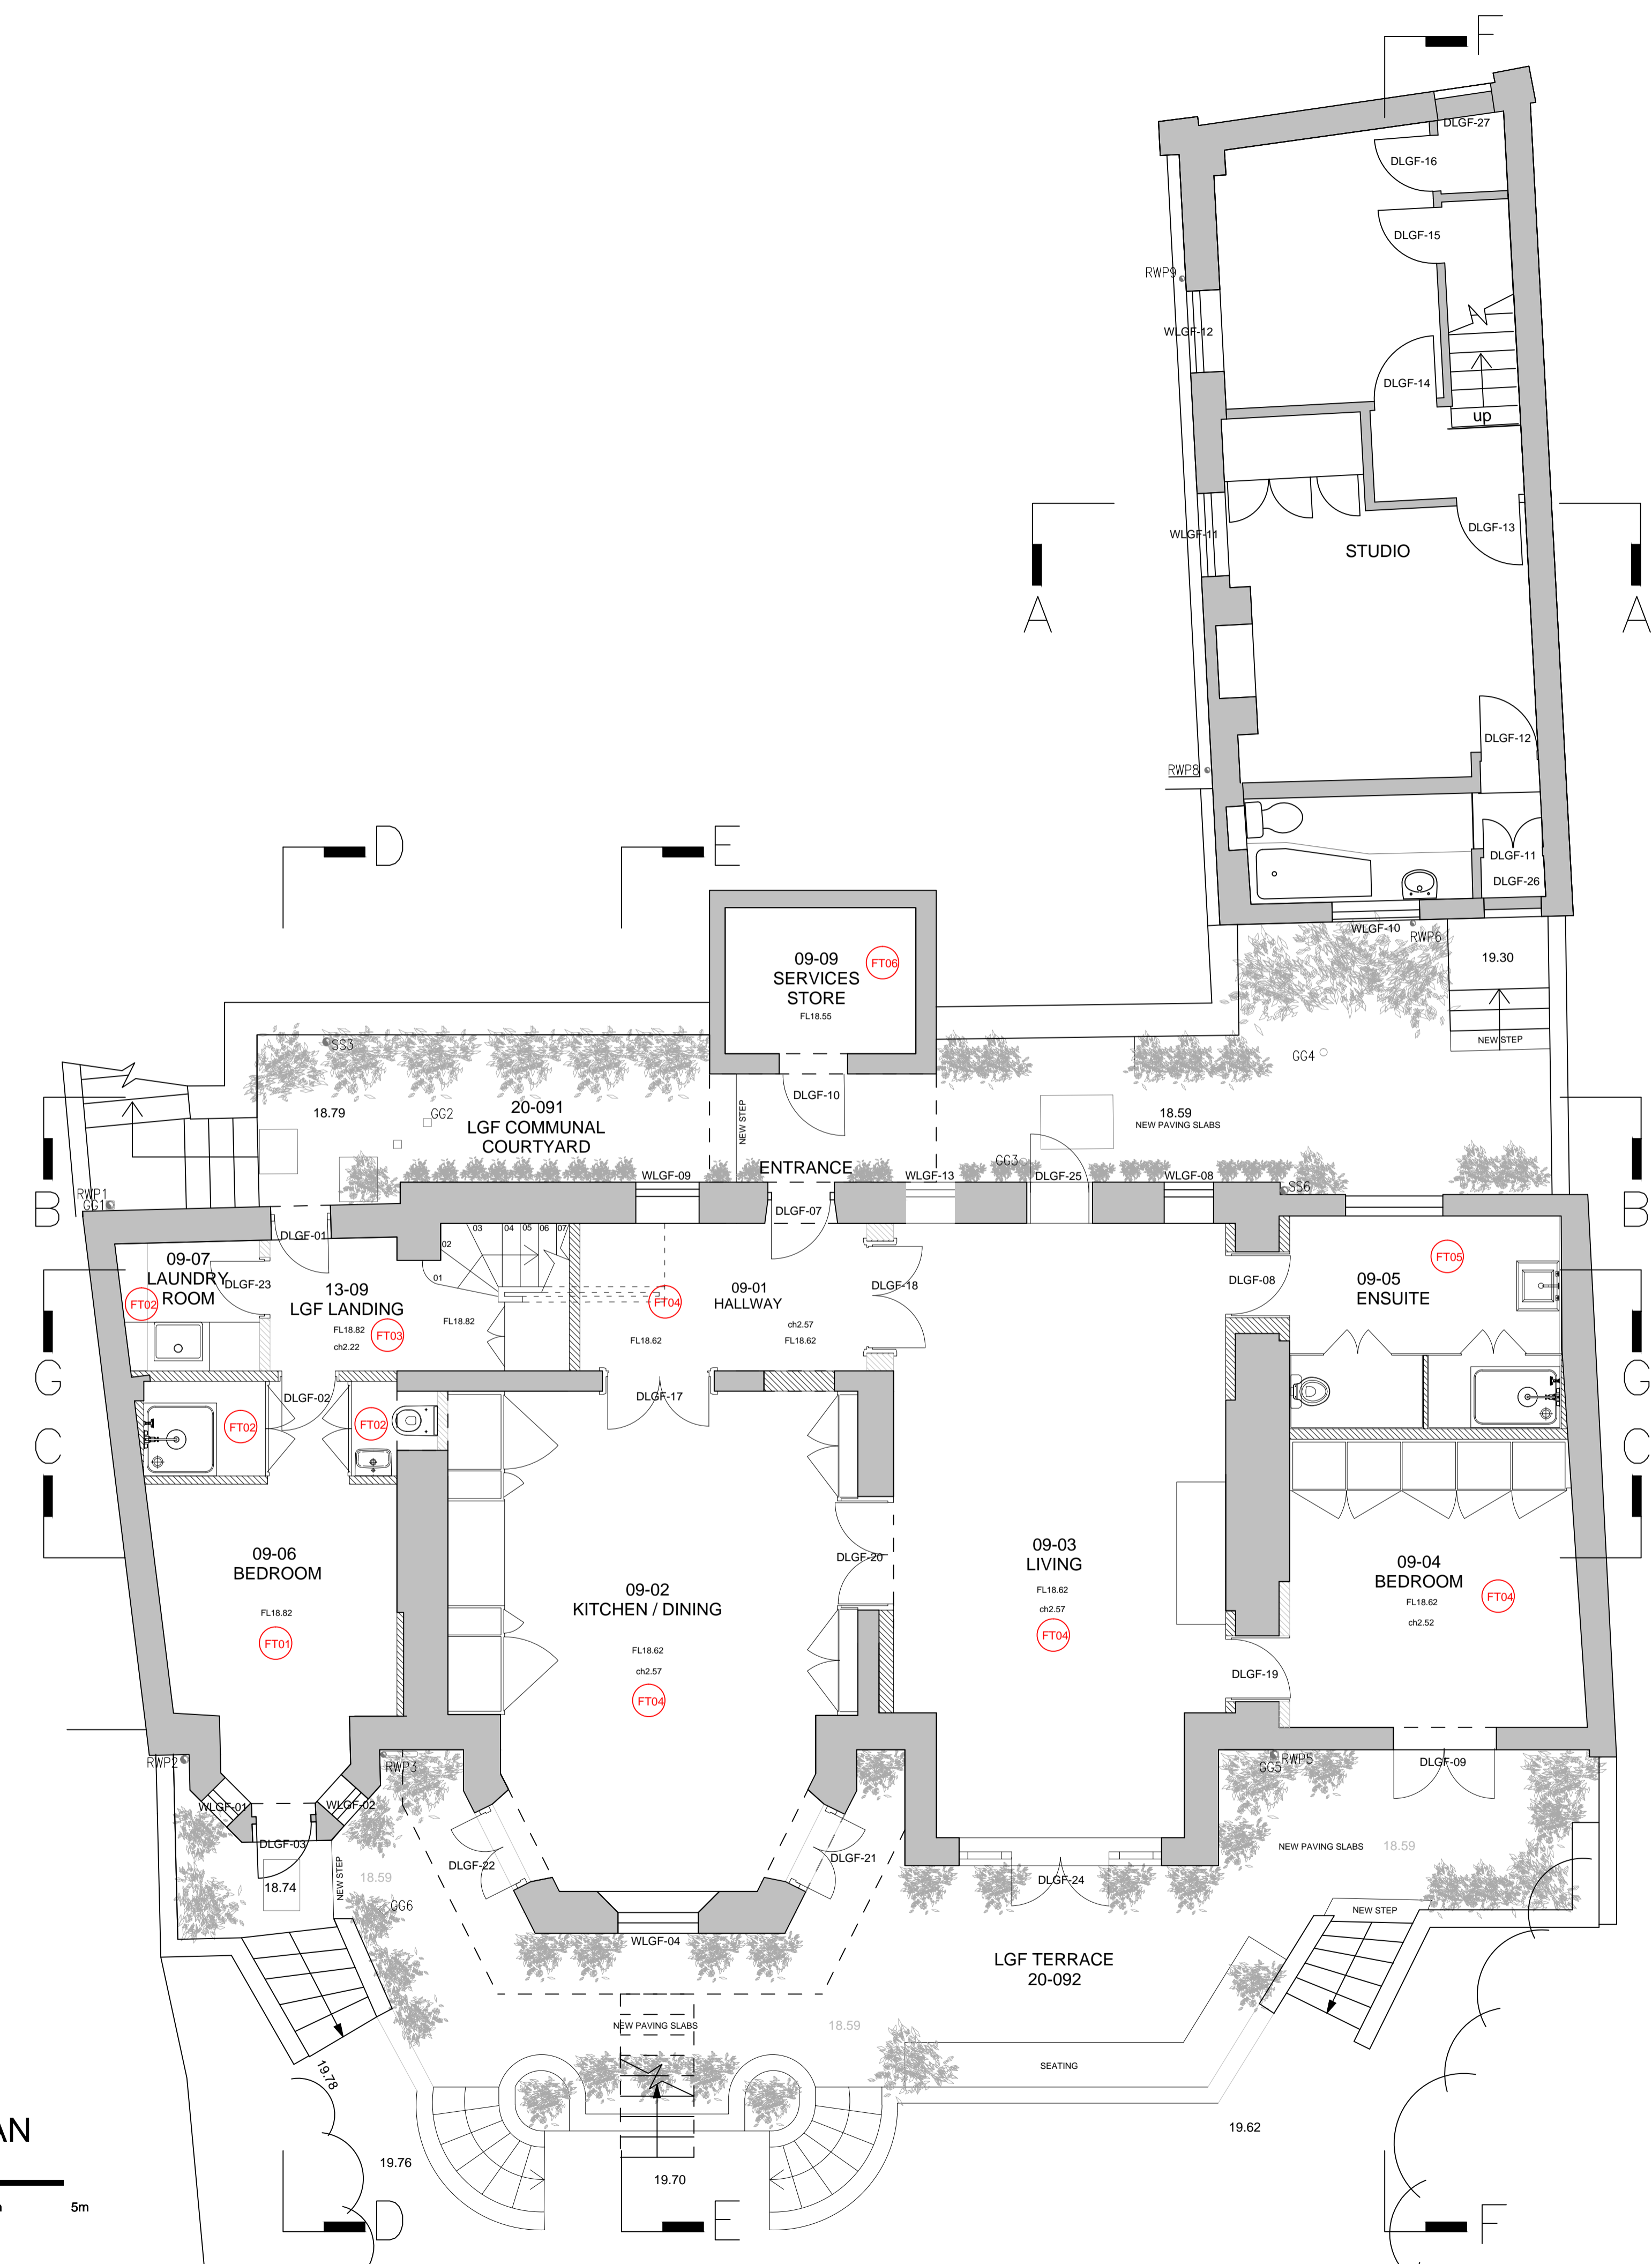 F
DLGF-27
DLGF-16
DLGF-15
RWP9
WLGF-12
DLGF-14
up
WLGF-11
DLGF-13
STUDIO
A
A
DLGF-12
RWP8
D
E
DLGF-11
DLGF-26
WLGF-10
RWP6
09-09
SERVICES
STORE
FT06
FL18.55
19.30
NEW STEP
SS3
GG4
DLGF-10
18.79
GG2
20-091
LGF COMMUNAL
COURTYARD
NEW STEP
18.59
NEW PAVING SLABS
ENTRANCE
GG3
WLGF-09
WLGF-13
DLGF-25
WLGF-08
SS6
RWP1
GG1
B
B
DLGF-07
DLGF-01
03
04
05
06
07
02
01
09-07
LAUNDRY
ROOM
DLGF-23
FT02
13-09
LGF LANDING
FL18.82
ch2.22
FT03
FL18.82
FT04
09-01
HALLWAY
ch2.57
FL18.62
FL18.62
DLGF-18
DLGF-08
09-05
ENSUITE
FT05
G
G
DLGF-02
DLGF-17
FT02
FT02
C
C
09-06
BEDROOM
FL18.82
FT01
09-02
KITCHEN / DINING
FL18.62
ch2.57
FT04
DLGF-20
09-03
LIVING
FL18.62
ch2.57
FT04
09-04
BEDROOM
FL18.62
ch2.52
FT04
DLGF-19
RWP2
RWP3
GG5
RWP5
DLGF-09
WLGF-01
WLGF-02
DLGF-03
DLGF-22
DLGF-21
DLGF-24
NEW PAVING SLABS
18.59
18.74
NEW STEP
18.59
GG6
WLGF-04
NEW STEP
LGF TERRACE
20-092
NEW PAVING SLABS
18.59
SEATING
19.78
19.76
19.70
19.62
AN
5m
D
E
F